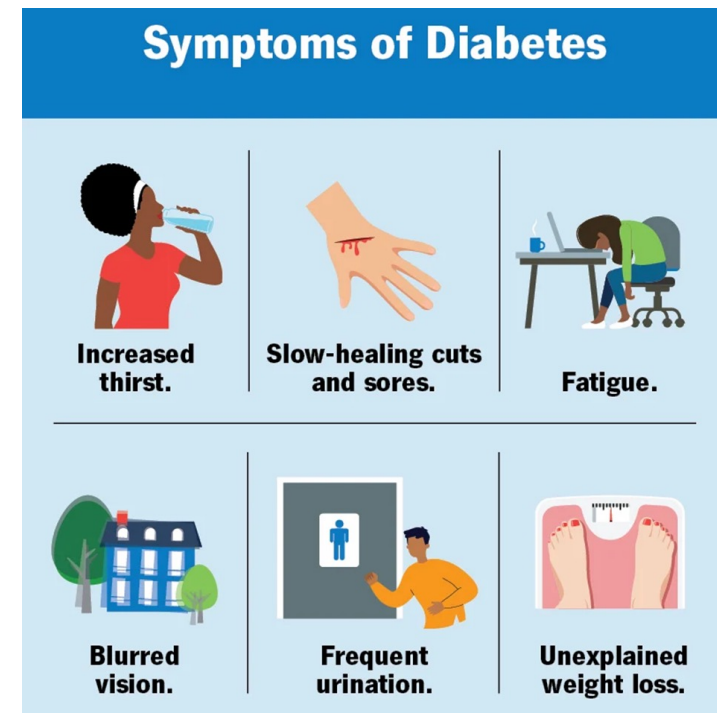 Symptoms of Diabetes
Increased
thirst.
Slow-healing cuts
and sores.
Fatigue.
Blurred
vision.
Frequent
urination.
Unexplained
weight loss.